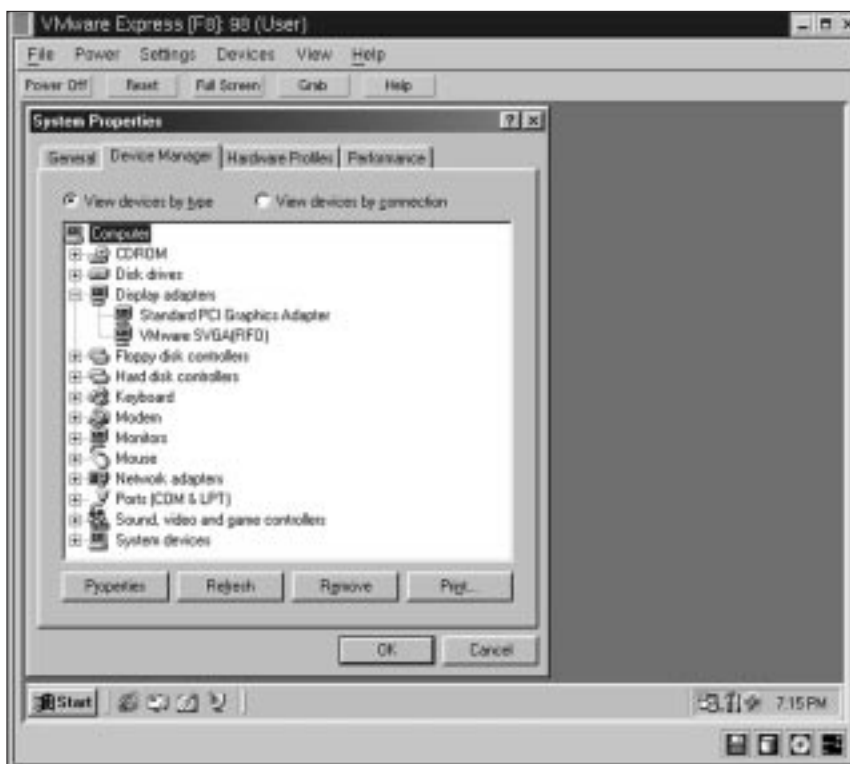 VMware Express [F8]: 98 (User)
File Power Settings Devices View Help
Power Off Reset Full Screen Grab Help
System Properties
General Device Manager Hardware Profiles Performance
View devices by type View devices by connection
Computer
CDROM
Disk drives
Display adapters
Standard PCI Graphics Adapter
VMware SVGA(FIFO)
Floppy disk controllers
Hard disk controllers
Keyboard
Modem
Monitors
Mouse
Network adapters
Ports (COM & LPT)
Sound, video and game controllers
System devices
Properties Refresh Remove Print...
OK Cancel
Start 7:15 PM